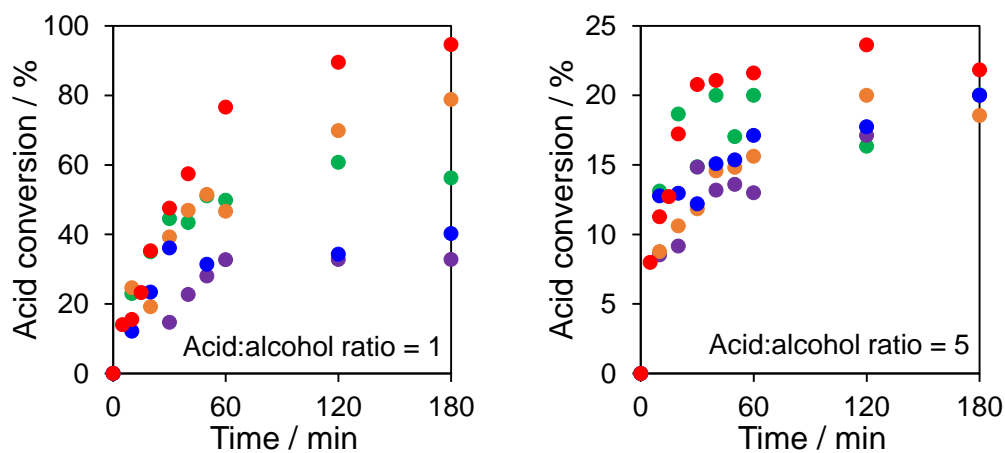 Acid conversion / %
100
80
60
40
20
0
Acid:alcohol ratio = 1
0 60 120 180
Time / min
Acid conversion / %
25
20
15
10
5
0
Acid:alcohol ratio = 5
0 60 120 180
Time / min